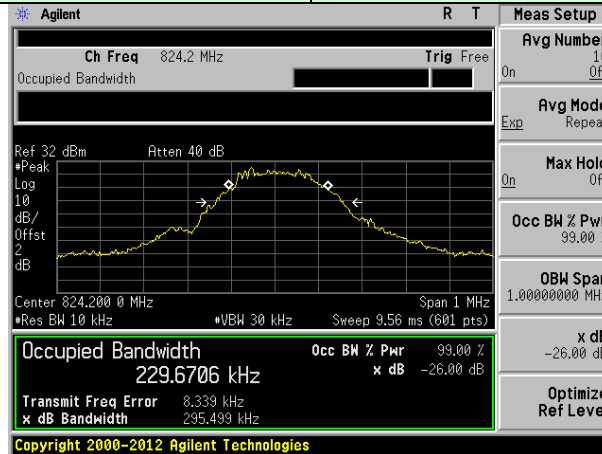 Agilent R T Meas Setup
Ch Freq 824.2 MHz Trig Free
Occupied Bandwidth
Avg Number
On
Avg Mode
Exp Repea
Max Hold
On
Occ BW % Pwr
99.00
OBW Span
1.00000000 MH
x dB
-26.00 dB
Optimize
Ref Level
Ref 32 dBm Atten 40 dB
#Peak
Log
10
dB/
Offst
2
dB
Center 824.200 0 MHz Span 1 MHz
#Res BW 10 kHz #VBW 30 kHz Sweep 9.56 ms (601 pts)
Occupied Bandwidth Occ BW % Pwr 99.00 %
229.6706 kHz x dB -26.00 dB
Transmit Freq Error 8.339 kHz
x dB Bandwidth 295.499 kHz
Copyright 2000-2012 Agilent Technologies